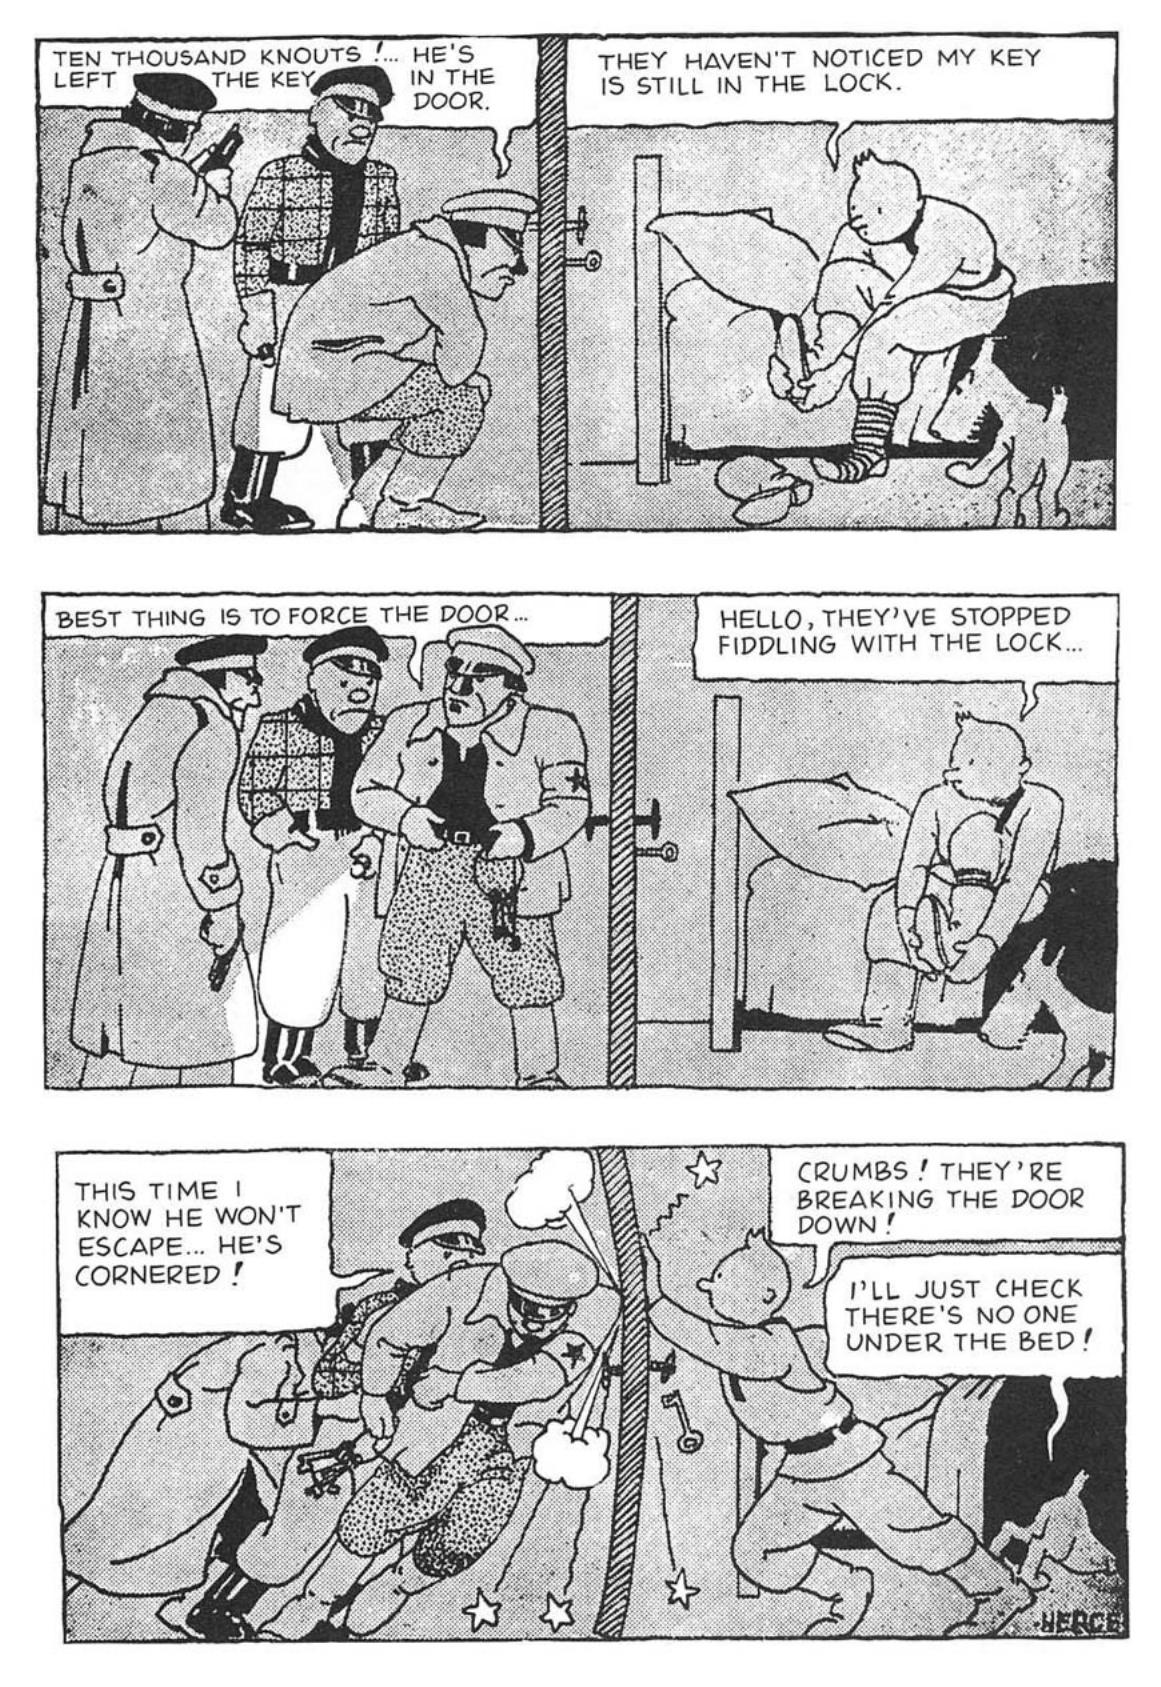 TEN THOUSAND KNOUTS !... HE'S
LEFT THE KEY IN THE
DOOR.
THEY HAVEN'T NOTICED MY KEY
IS STILL IN THE LOCK.
BEST THING IS TO FORCE THE DOOR...
HELLO, THEY'VE STOPPED
FIDDLING WITH THE LOCK...
THIS TIME I
KNOW HE WON'T
ESCAPE... HE'S
CORNERED !
CRUMBS ! THEY'RE
BREAKING THE DOOR
DOWN !
I'LL JUST CHECK
THERE'S NO ONE
UNDER THE BED !
HERGÉ